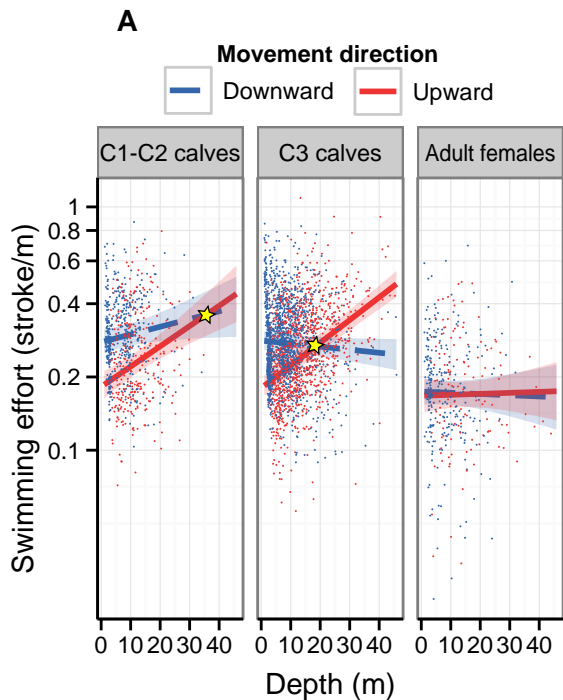 A
Movement direction
Downward Upward
C1-C2 calves C3 calves Adult females
Swimming effort (stroke/m)
1
0.8
0.6
0.4
0.2
0.1
0 10 20 30 40 0 10 20 30 40 0 10 20 30 40
Depth (m)